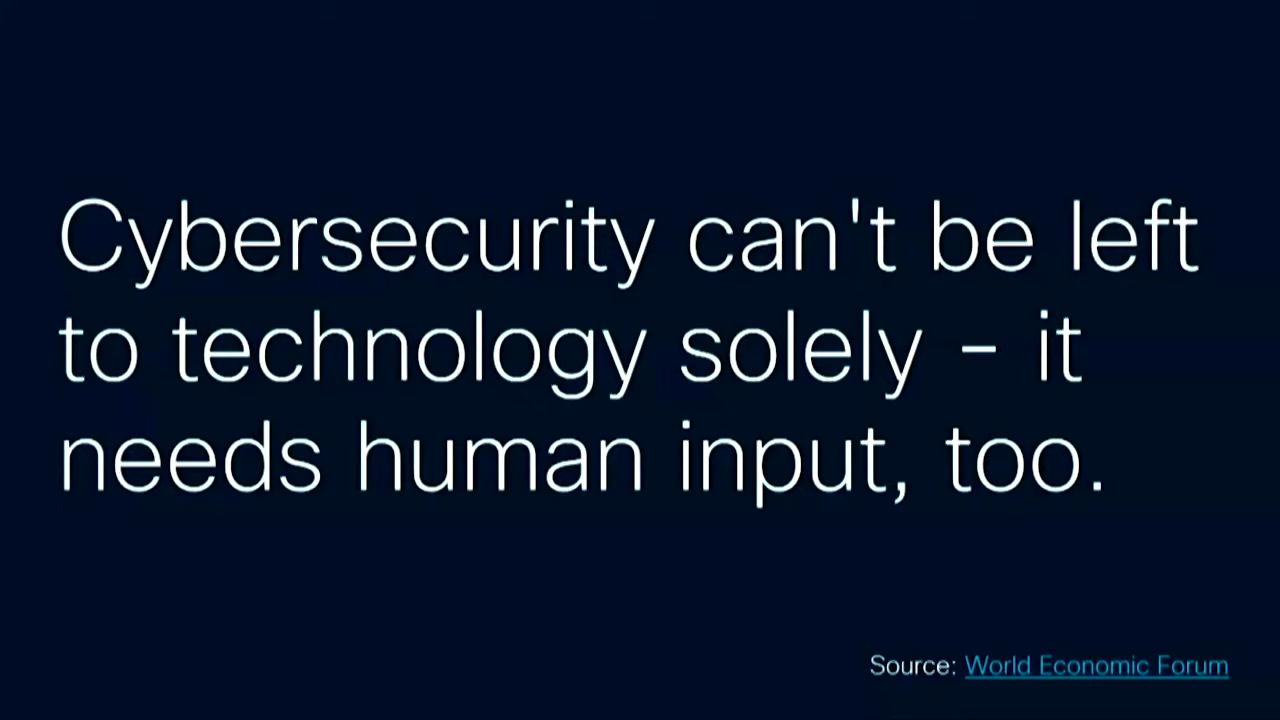 Cybersecurity can't be left
to technology solely – it
needs human input, too.
Source: World Economic Forum